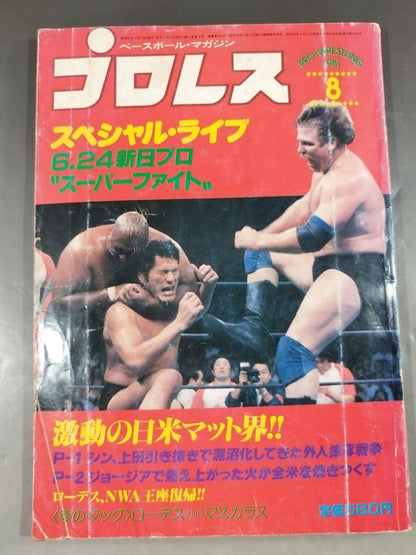 ベースボール・マガジン
プロレス
PRO-WRESTLING
1981
8
スペシャル・ライブ
6.24新日プロ
"スーパーファイト"
激動の日米マット界!!
P-1 シン、上田引き抜きで泥沼化してきた外人争奪戦争
P-2 ジョージアで燃え上がった火が全米を焼きつくす
ローデス、NWA王座復帰!!
〈夢のタッグ〉ローデスANDマスカラス
定価580円